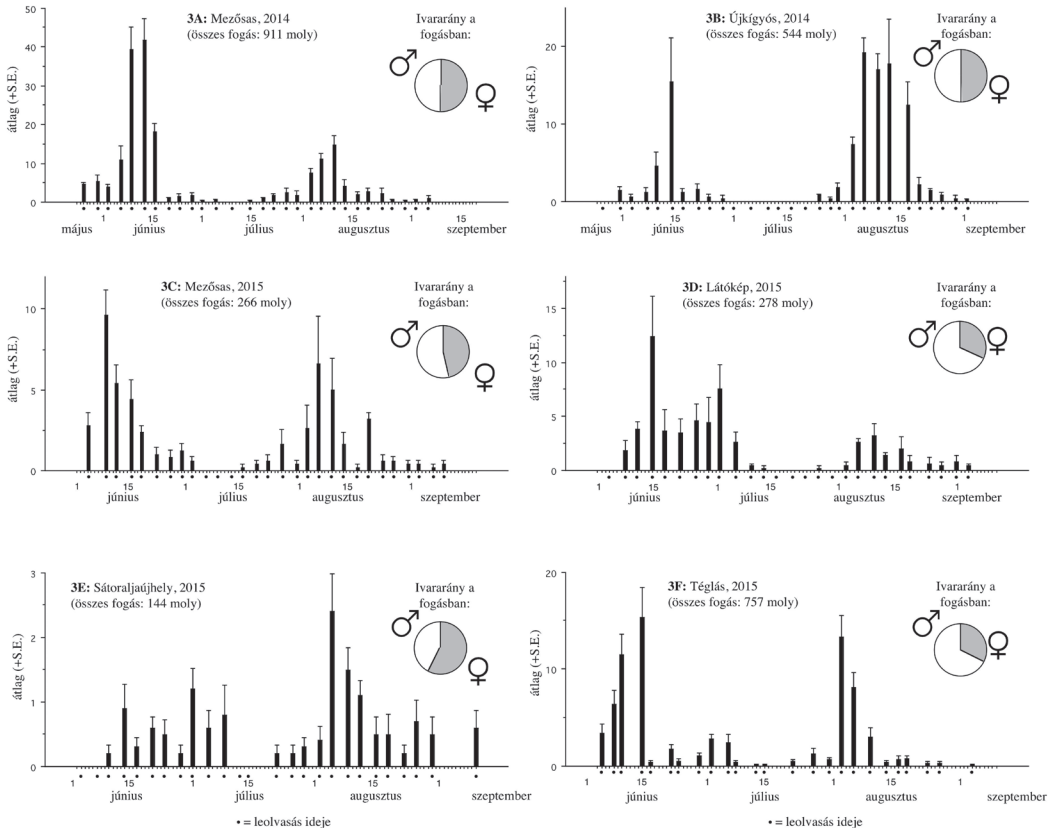 3A: Mezősas, 2014
(összes fogás: 911 moly)
Ivararány a
fogásban:
♂
♀
átlag (+S.E.)
50
40
30
20
10
0
1
15
1
15
1
15
1
15
május
június
július
augusztus
szeptember
3B: Újkígyós, 2014
(összes fogás: 544 moly)
Ivararány a
fogásban:
♂
♀
átlag (+S.E.)
20
10
0
1
15
1
15
1
15
1
május
június
július
augusztus
szeptember
3C: Mezősas, 2015
(összes fogás: 266 moly)
Ivararány a
fogásban:
♂
♀
átlag (+S.E.)
10
5
0
1
15
1
15
1
15
1
június
július
augusztus
szeptember
3D: Látókép, 2015
(összes fogás: 278 moly)
Ivararány a
fogásban:
♂
♀
átlag (+S.E.)
15
10
5
0
1
15
1
15
1
15
1
június
július
augusztus
szeptember
3E: Sátoraljaújhely, 2015
(összes fogás: 144 moly)
Ivararány a
fogásban:
♂
♀
átlag (+S.E.)
3
2
1
0
1
15
1
15
1
15
1
június
július
augusztus
szeptember
3F: Téglás, 2015
(összes fogás: 757 moly)
Ivararány a
fogásban:
♂
♀
átlag (+S.E.)
20
10
0
1
15
1
15
1
15
1
június
július
augusztus
szeptember
• = leolvasás ideje